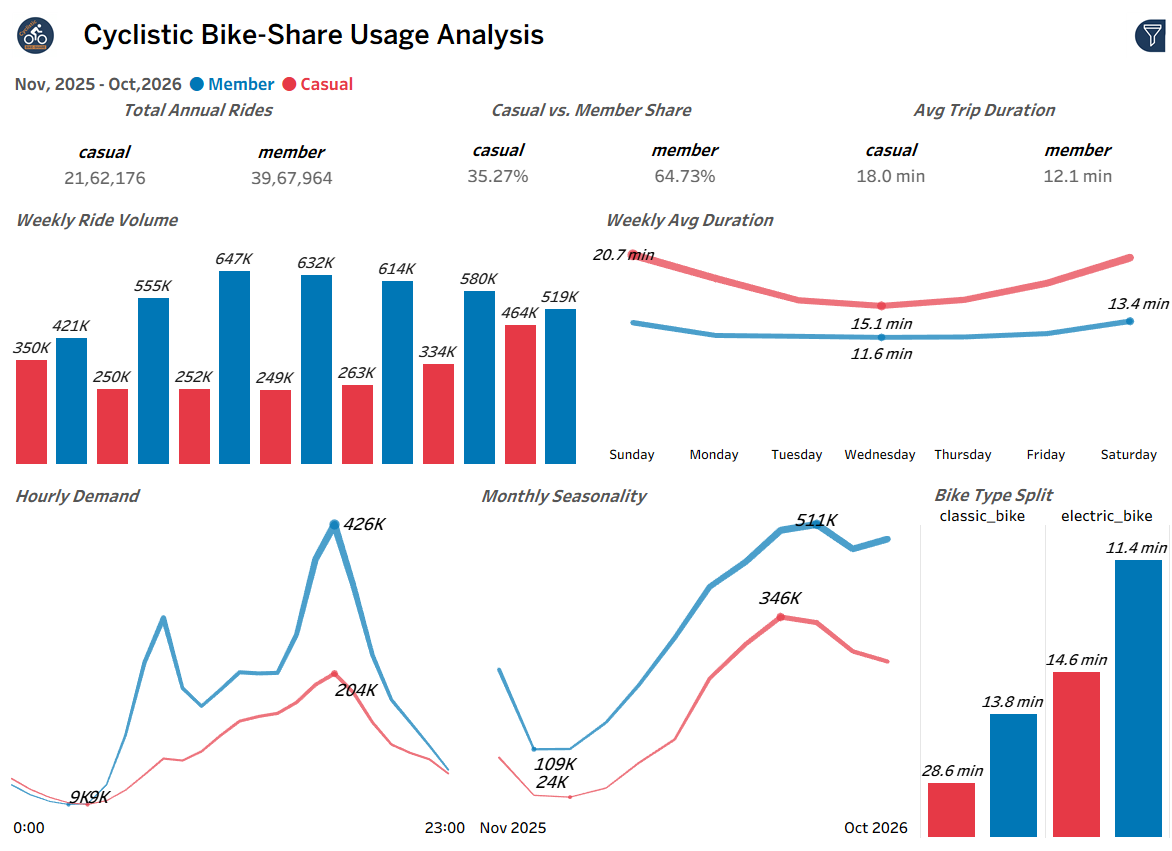 Cyclistic Bike-Share Usage Analysis
Nov, 2025 - Oct,2026 Member Casual
Total Annual Rides
casual member
21,62,176 39,67,964
Casual vs. Member Share
casual member
35.27% 64.73%
Avg Trip Duration
casual member
18.0 min 12.1 min
Weekly Ride Volume
350K 421K 250K 555K 252K 647K 249K 632K 263K 614K 334K 580K 464K 519K
Weekly Avg Duration
20.7 min
13.4 min
15.1 min
11.6 min
Sunday Monday Tuesday Wednesday Thursday Friday Saturday
Hourly Demand
426K
204K
9K 9K
0:00 23:00
Monthly Seasonality
511K
346K
109K
24K
Nov 2025 Oct 2026
Bike Type Split
classic_bike electric_bike
28.6 min 13.8 min 14.6 min 11.4 min